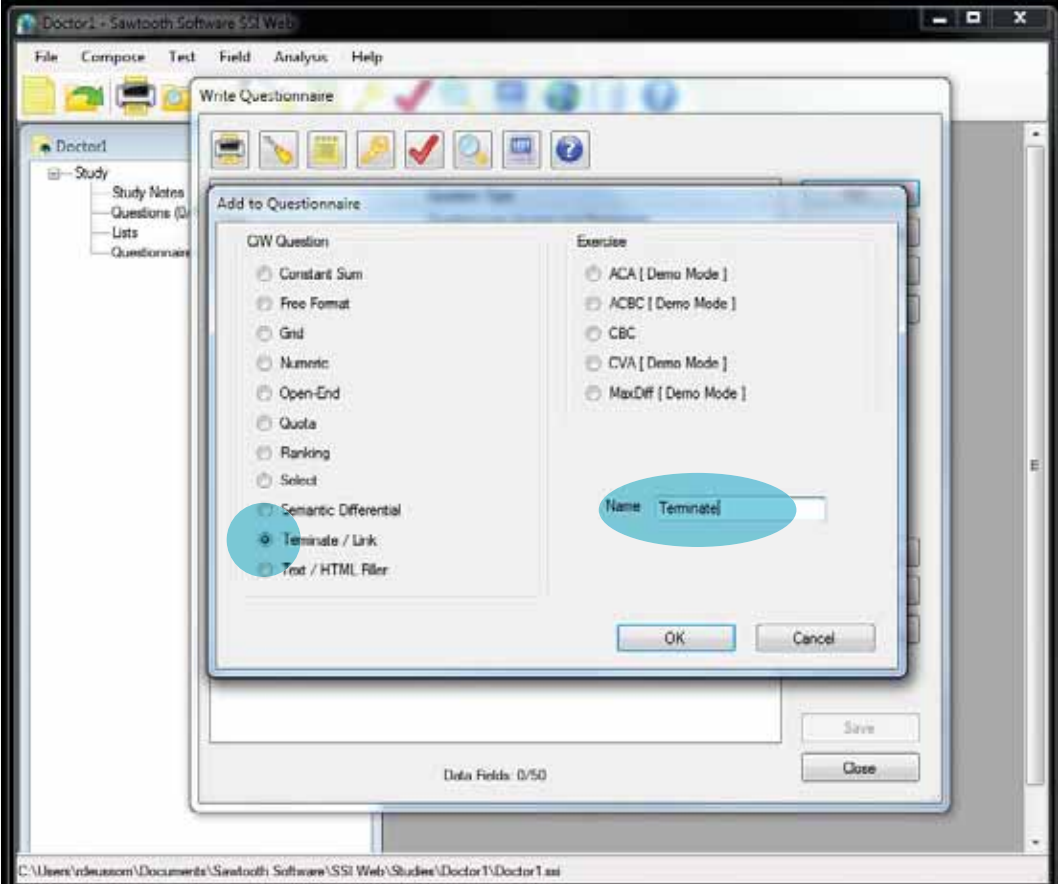 Doctor1 - Sawtooth Software SSI Web
File Compose Test Field Analysis Help
Write Questionnaire
Doctor1
Study
Study Notes
Questions (0/
Lists
Questionnaire
Add to Questionnaire
CiW Question
Constant Sum
Free Format
Grid
Numeric
Open-End
Quota
Ranking
Select
Semantic Differential
Terminate / Link
Text / HTML Filler
Exercise
ACA [ Demo Mode ]
ACBC [ Demo Mode ]
CBC
CVA [ Demo Mode ]
MaxDiff [ Demo Mode ]
Name Terminate
OK Cancel
Save
Data Fields: 0/50
Close
C:\Users\rdeussom\Documents\Sawtooth Software\SSI Web\Studies\Doctor1\Doctor1.ssi